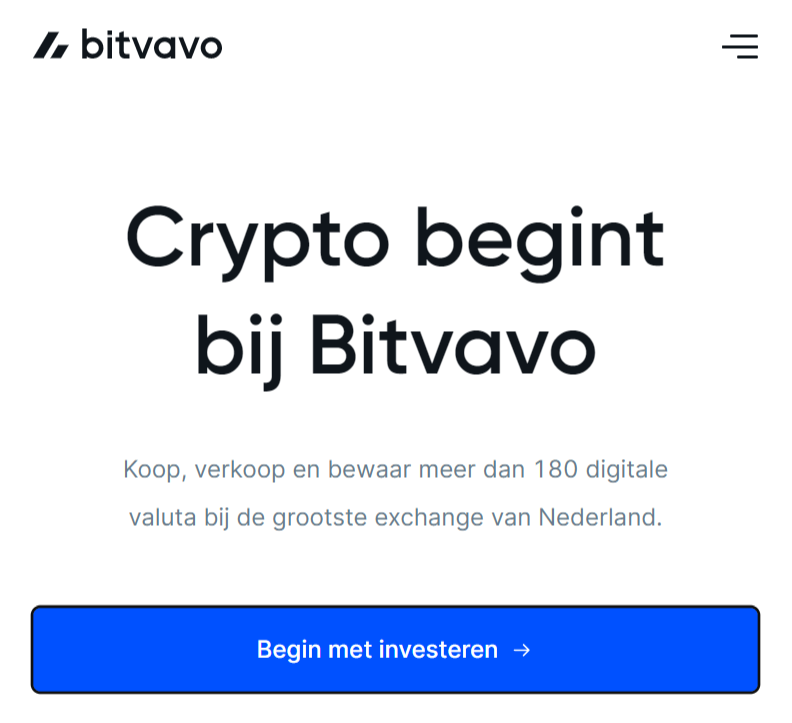 bitvavo
Crypto begint
bij Bitvavo
Koop, verkoop en bewaar meer dan 180 digitale
valuta bij de grootste exchange van Nederland.
Begin met investeren →